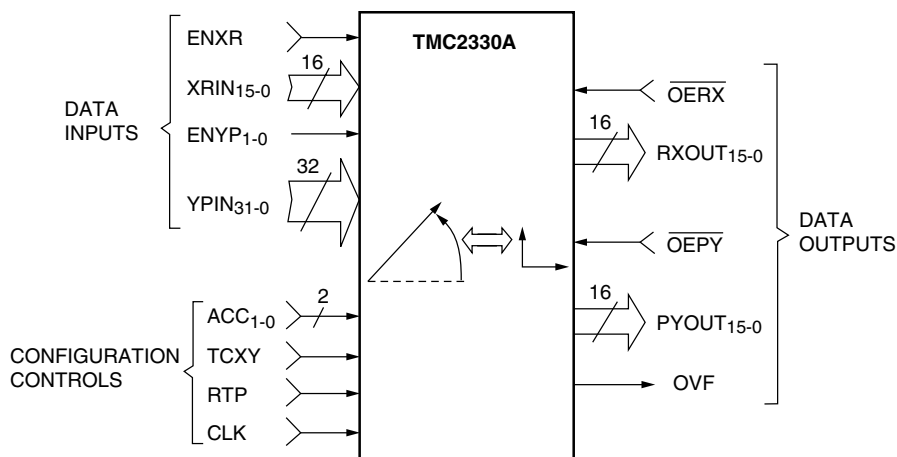 TMC2330A
DATA
INPUTS
ENXR
XRIN15-0
16
ENYP1-0
YPIN31-0
32
CONFIGURATION
CONTROLS
ACC1-0
2
TCXY
RTP
CLK
OERX
16
RXOUT15-0
OEPY
16
PYOUT15-0
OVF
DATA
OUTPUTS